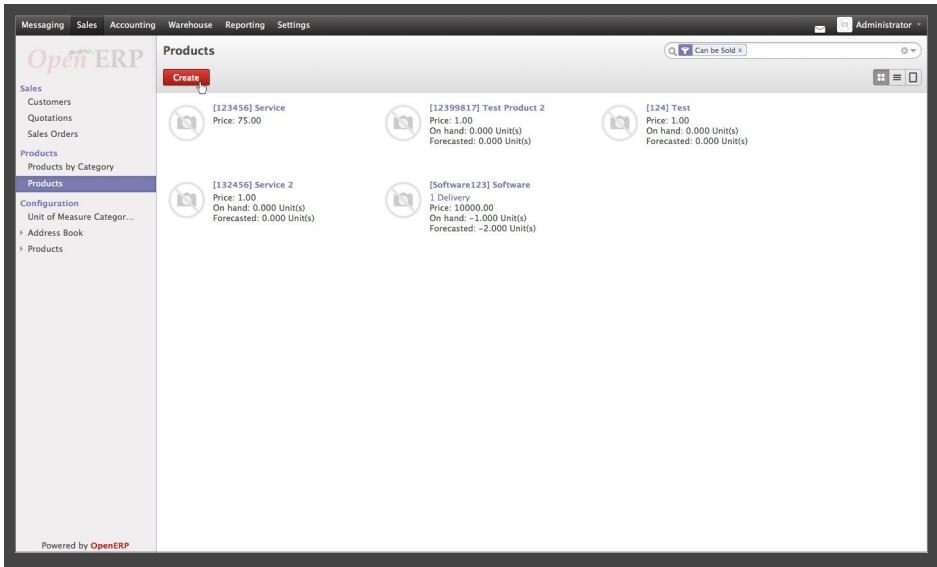 Messaging Sales Accounting Warehouse Reporting Settings Administrator
Open ERP
Products
Can be Sold x
Create
Sales
Customers
Quotations
Sales Orders
Products
Products by Category
Products
Configuration
Unit of Measure Categor...
Address Book
Products
[123456] Service
Price: 75.00
[12399817] Test Product 2
Price: 1.00
On hand: 0.000 Unit(s)
Forecasted: 0.000 Unit(s)
[124] Test
Price: 1.00
On hand: 0.000 Unit(s)
Forecasted: 0.000 Unit(s)
[132456] Service 2
Price: 1.00
On hand: 0.000 Unit(s)
Forecasted: 0.000 Unit(s)
[Software123] Software
1 Delivery
Price: 10000.00
On hand: -1.000 Unit(s)
Forecasted: -2.000 Unit(s)
Powered by OpenERP